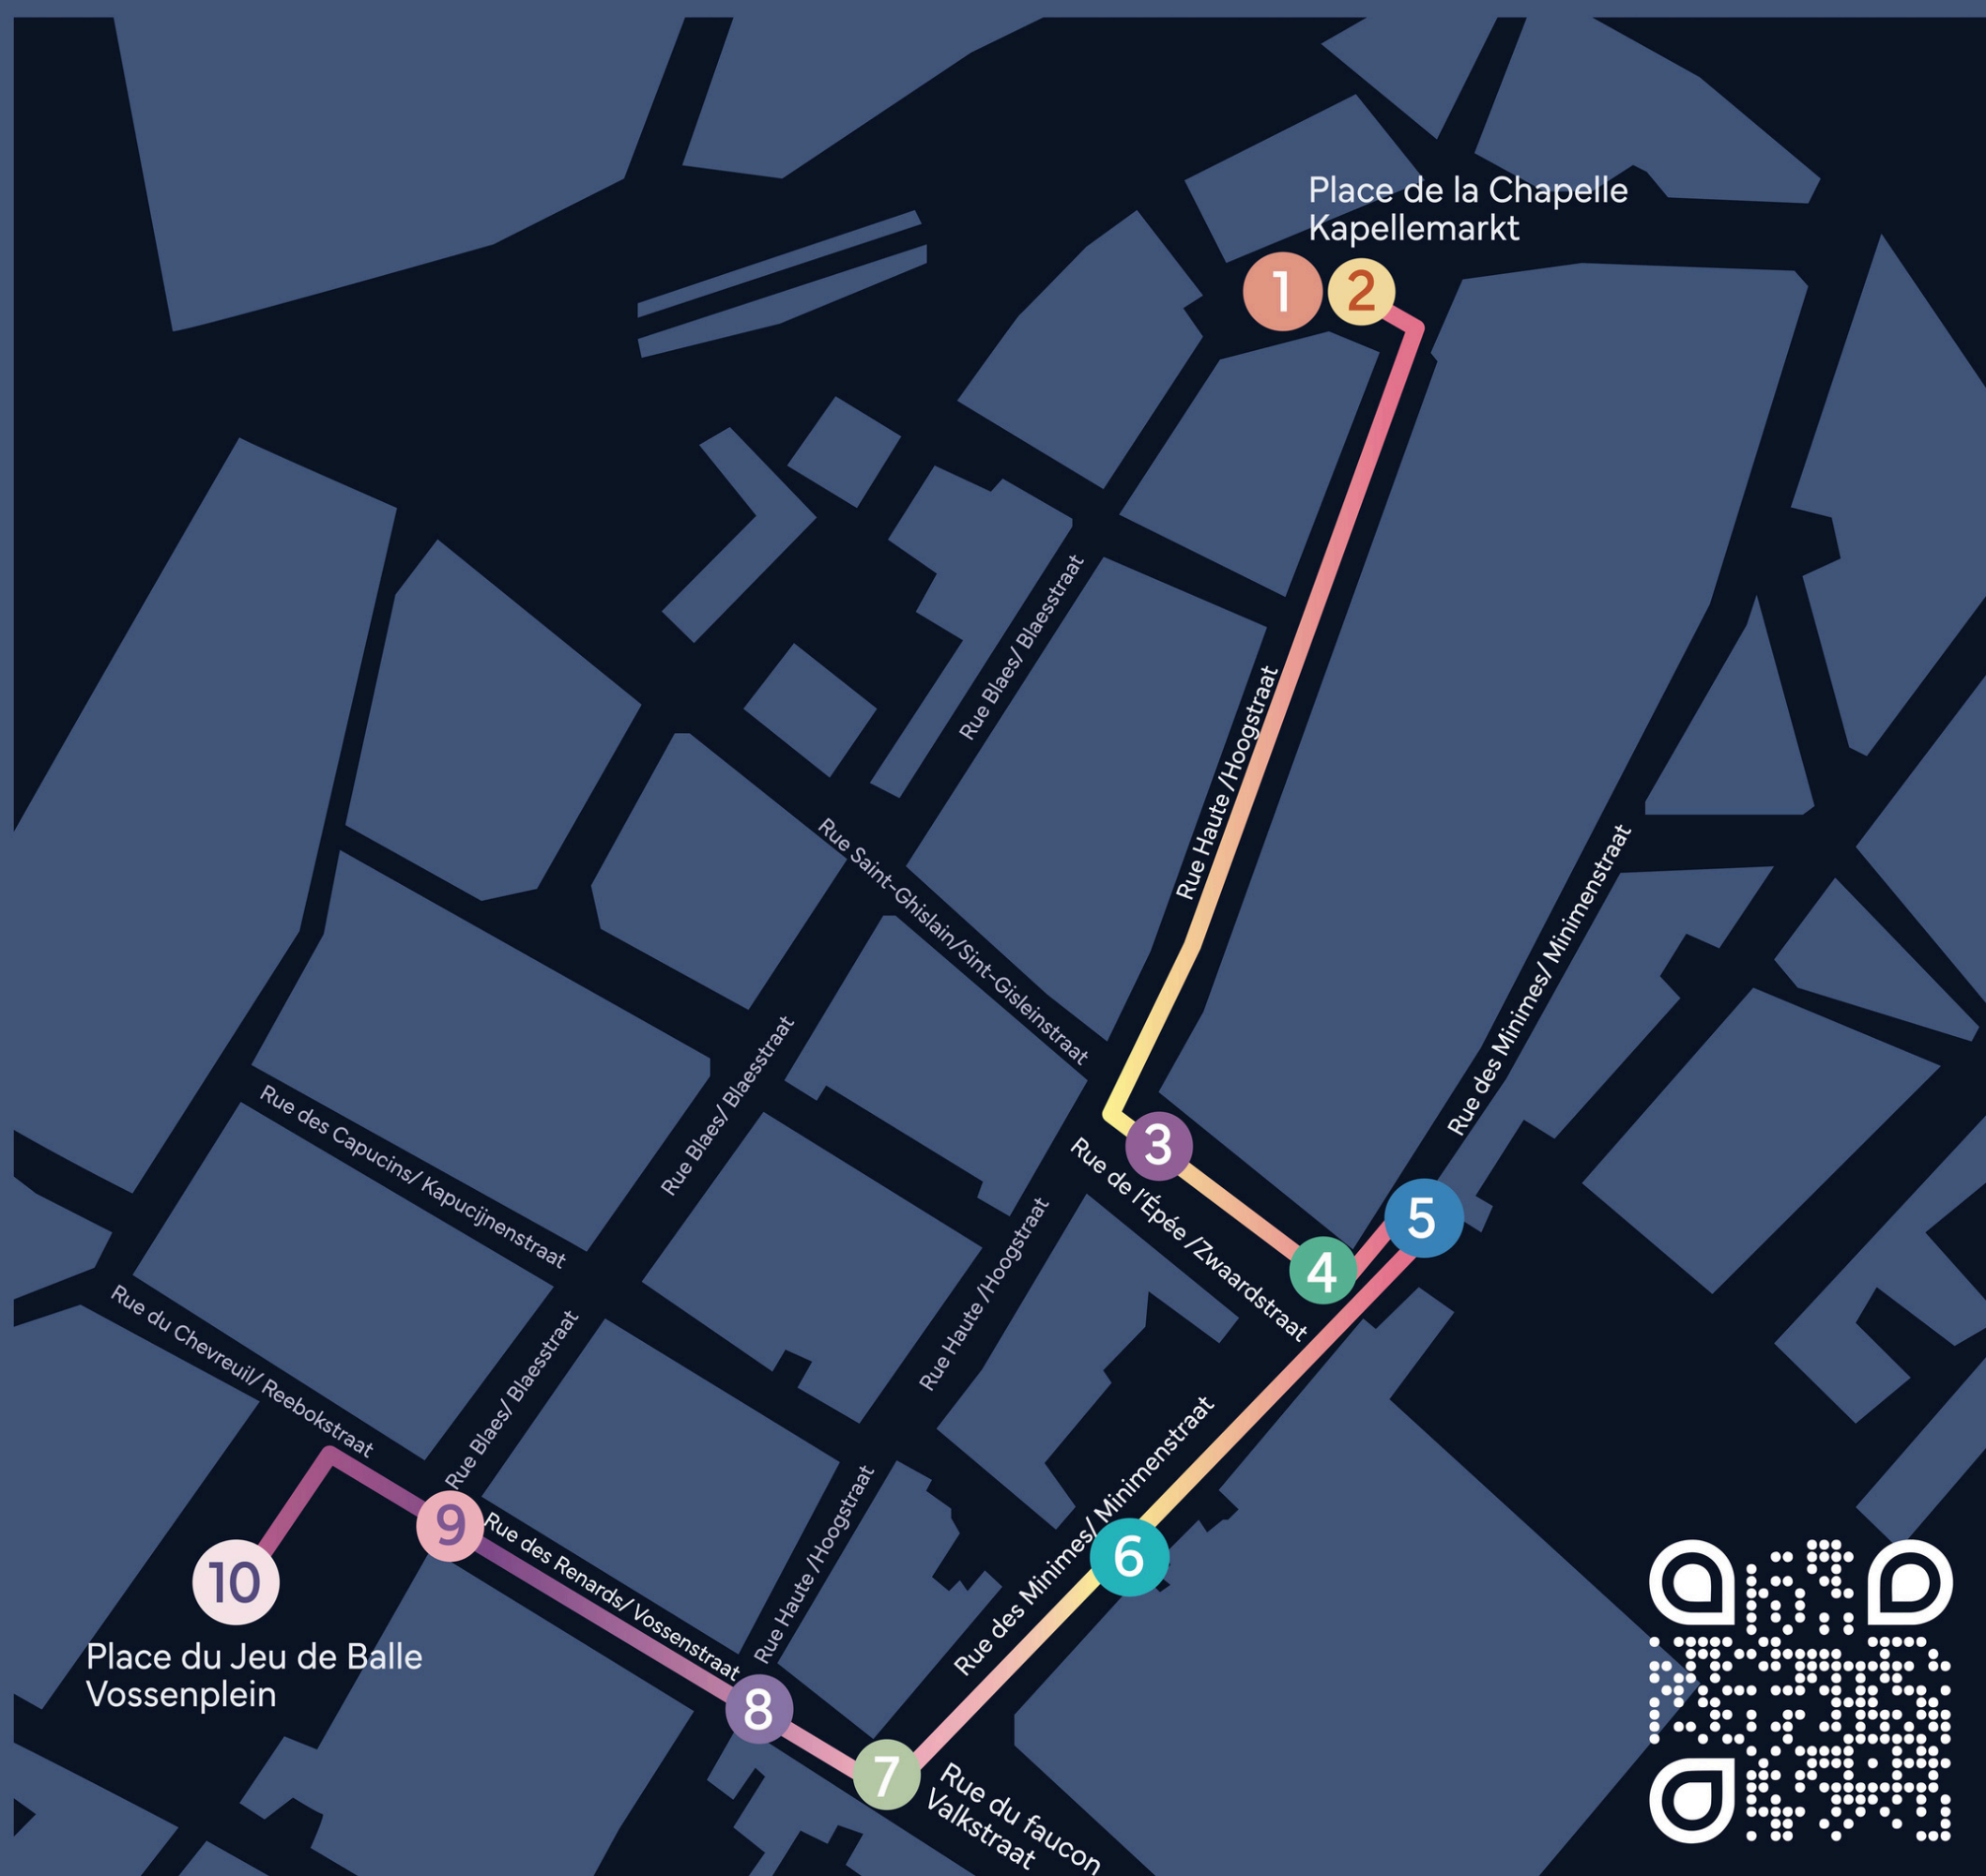 Place de la Chapelle
Kapellemarkt
1
2
Rue Blaes/ Blaesstraat
Rue Haute /Hoogstraat
Rue Saint-Ghislain/Sint-Gisleinstraat
Rue des Minimes/ Minimenstraat
Rue Blaes/ Blaesstraat
Rue des Capucins/ Kapucijnenstraat
3
Rue de l'Épée /Zwaardstraat
5
4
Rue Haute /Hoogstraat
Rue du Chevreuil/ Reebokstraat
Rue Blaes/ Blaesstraat
Rue des Minimes/ Minimenstraat
9
Rue des Renards/ Vossenstraat
Rue Haute /Hoogstraat
6
10
Place du Jeu de Balle
Vossenplein
8
7
Rue du faucon
Valkstraat